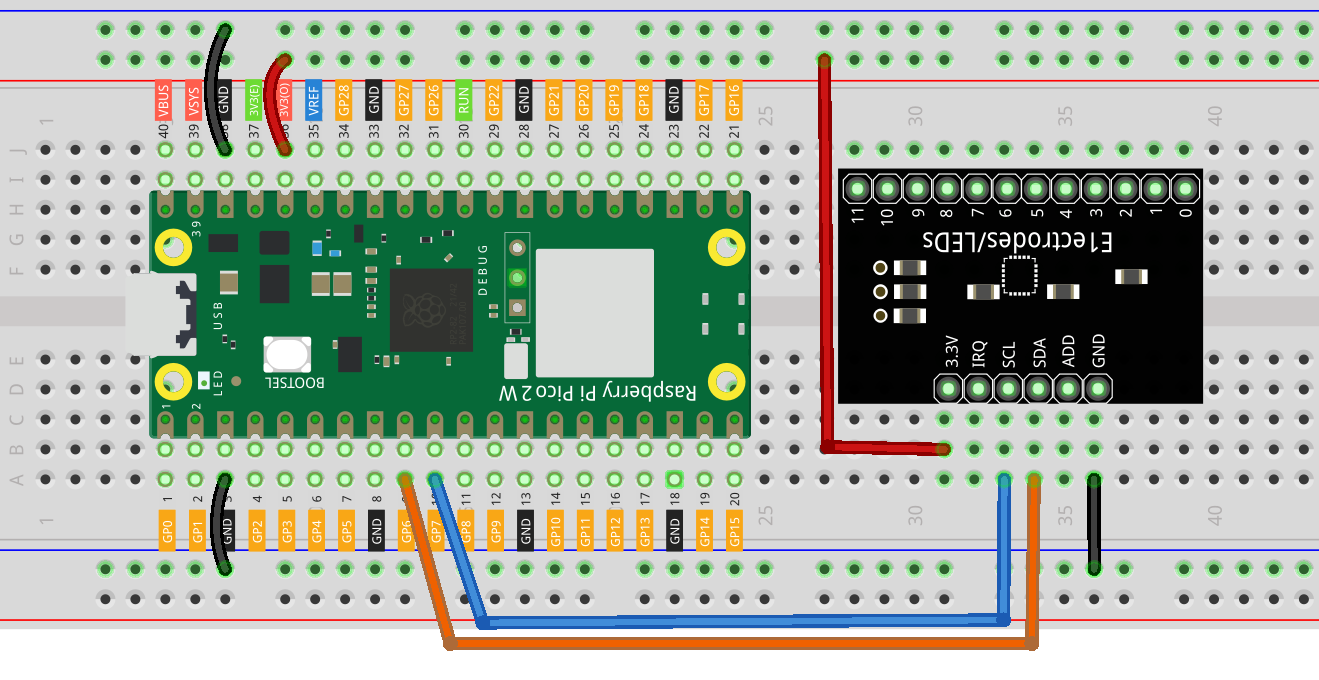 VBUS VSYS GND 3V3(E) 3V3(O) VREF GP28 GND GP27 GP26 RUN GP22 GND GP21 GP20 GP19 GP18 GND GP17 GP16
40 39 38 37 36 35 34 33 32 31 30 29 28 27 26 25 24 23 22 21
1 25 30 35 40
J
I
H
G
F
E
D
C
B
A
39
USB
DEBUG
LED
BOOTSEL
Raspberry Pi Pico 2 W
1 2
11 10 9 8 7 6 5 4 3 2 1 0
E1ectrodes/LEDs
3.3V IRQ SCL SDA ADD GND
1 2 3 4 5 6 7 8 9 10 11 12 13 14 15 16 17 18 19 20
GP0 GP1 GND GP2 GP3 GP4 GP5 GND GP6 GP7 GP8 GP9 GND GP10 GP11 GP12 GP13 GND GP14 GP15
1 25 30 35 40